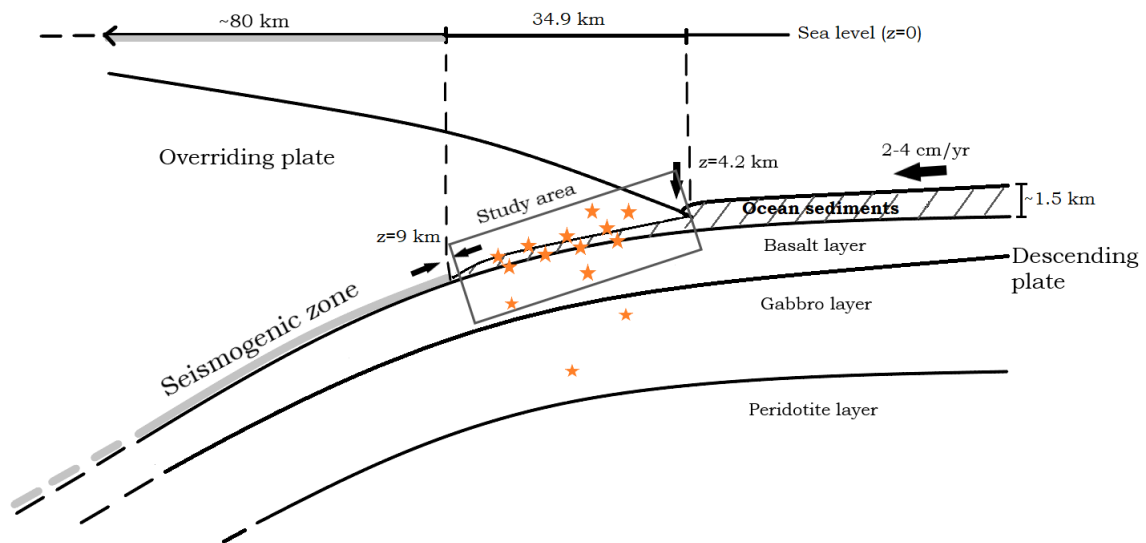 ~80 km
34.9 km
Sea level (z=0)
Overriding plate
z=4.2 km
2-4 cm/yr
Study area
Ocean sediments
~1.5 km
z=9 km
Basalt layer
Descending
plate
Seismogenic zone
Gabbro layer
Peridotite layer